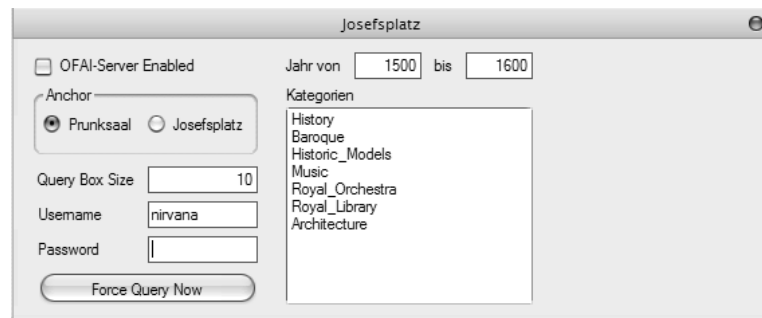 Josefsplatz
OFAI-Server Enabled
Anchor
Prunksaal Josefsplatz
Query Box Size 10
Username nirvana
Password
Force Query Now
Jahr von 1500 bis 1600
Kategorien
History
Baroque
Historic_Models
Music
Royal_Orchestra
Royal_Library
Architecture